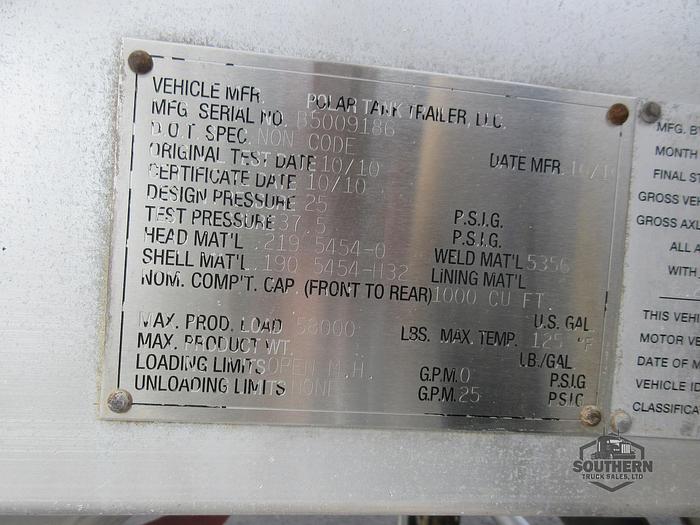 VEHICLE MFR. POLAR TANK TRAILER, LLC.
MFG. SERIAL NO. B5009186
D.O.T. SPEC. NON CODE
ORIGINAL TEST DATE 10/10 DATE MFR. 10/10
CERTIFICATE DATE 10/10
DESIGN PRESSURE 25 P.S.I.G.
TEST PRESSURE 37.5 P.S.I.G.
HEAD MAT'L .219 5454-0 WELD MAT'L 5356
SHELL MAT'L .190 5454-H32 LINING MAT'L
NOM. COMP'T. CAP. (FRONT TO REAR) 1000 CU FT.
U.S. GAL
MAX. PROD. LOAD 58000 LBS. MAX. TEMP. 125 °F
MAX. PRODUCT WT. LB./GAL
LOADING LIMITS OPEN M.H. G.P.M. 0 P.S.I.G
UNLOADING LIMITS NONE G.P.M. 25 P.S.I.G
MFG. B
MONTH
FINAL ST
GROSS VEH
GROSS AXL
ALL A
WITH
THIS VEHI
MOTOR VE
DATE OF M
VEHICLE ID
CLASSIFICAT
SOUTHERN
TRUCK SALES, LTD